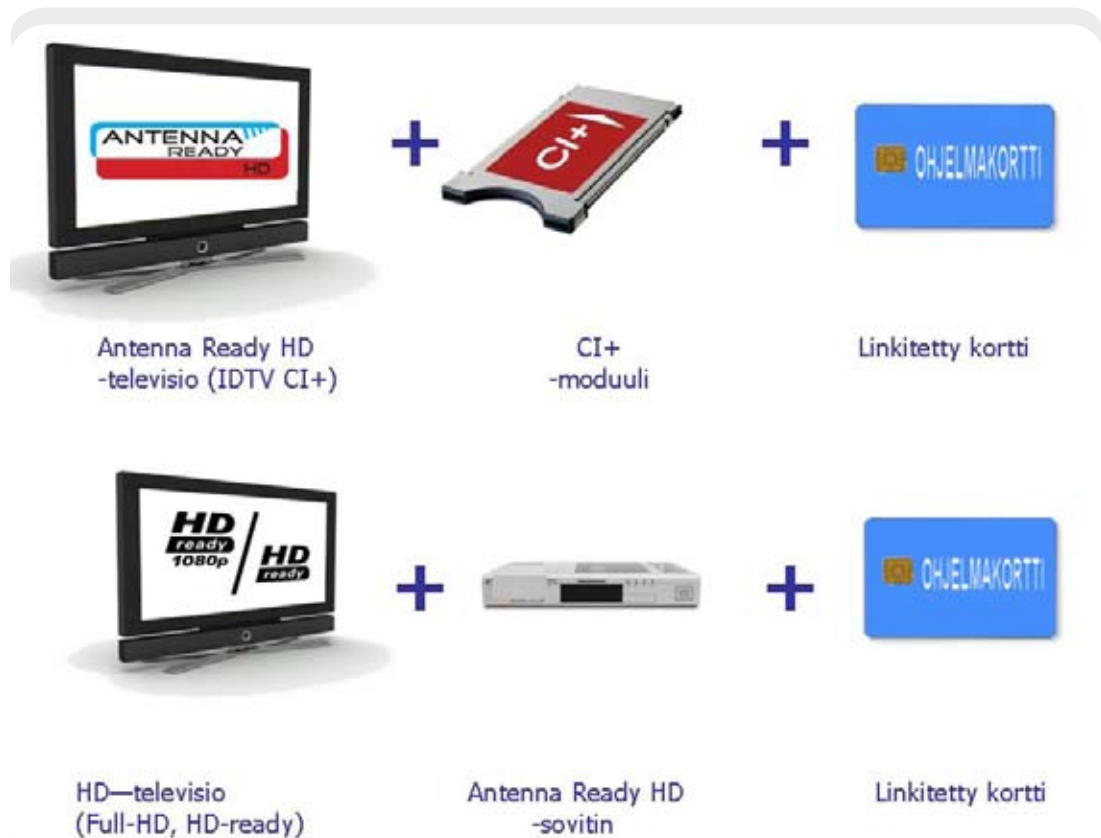 ANTENNA
READY
HD
CI+
OHJELMAKORTTI
Antenna Ready HD
-televisio (IDTV CI+)
CI+
-moduuli
Linkitetty kortti
HD
ready
1080p
HD
ready
OHJELMAKORTTI
HD—televisio
(Full-HD, HD-ready)
Antenna Ready HD
-sovitin
Linkitetty kortti